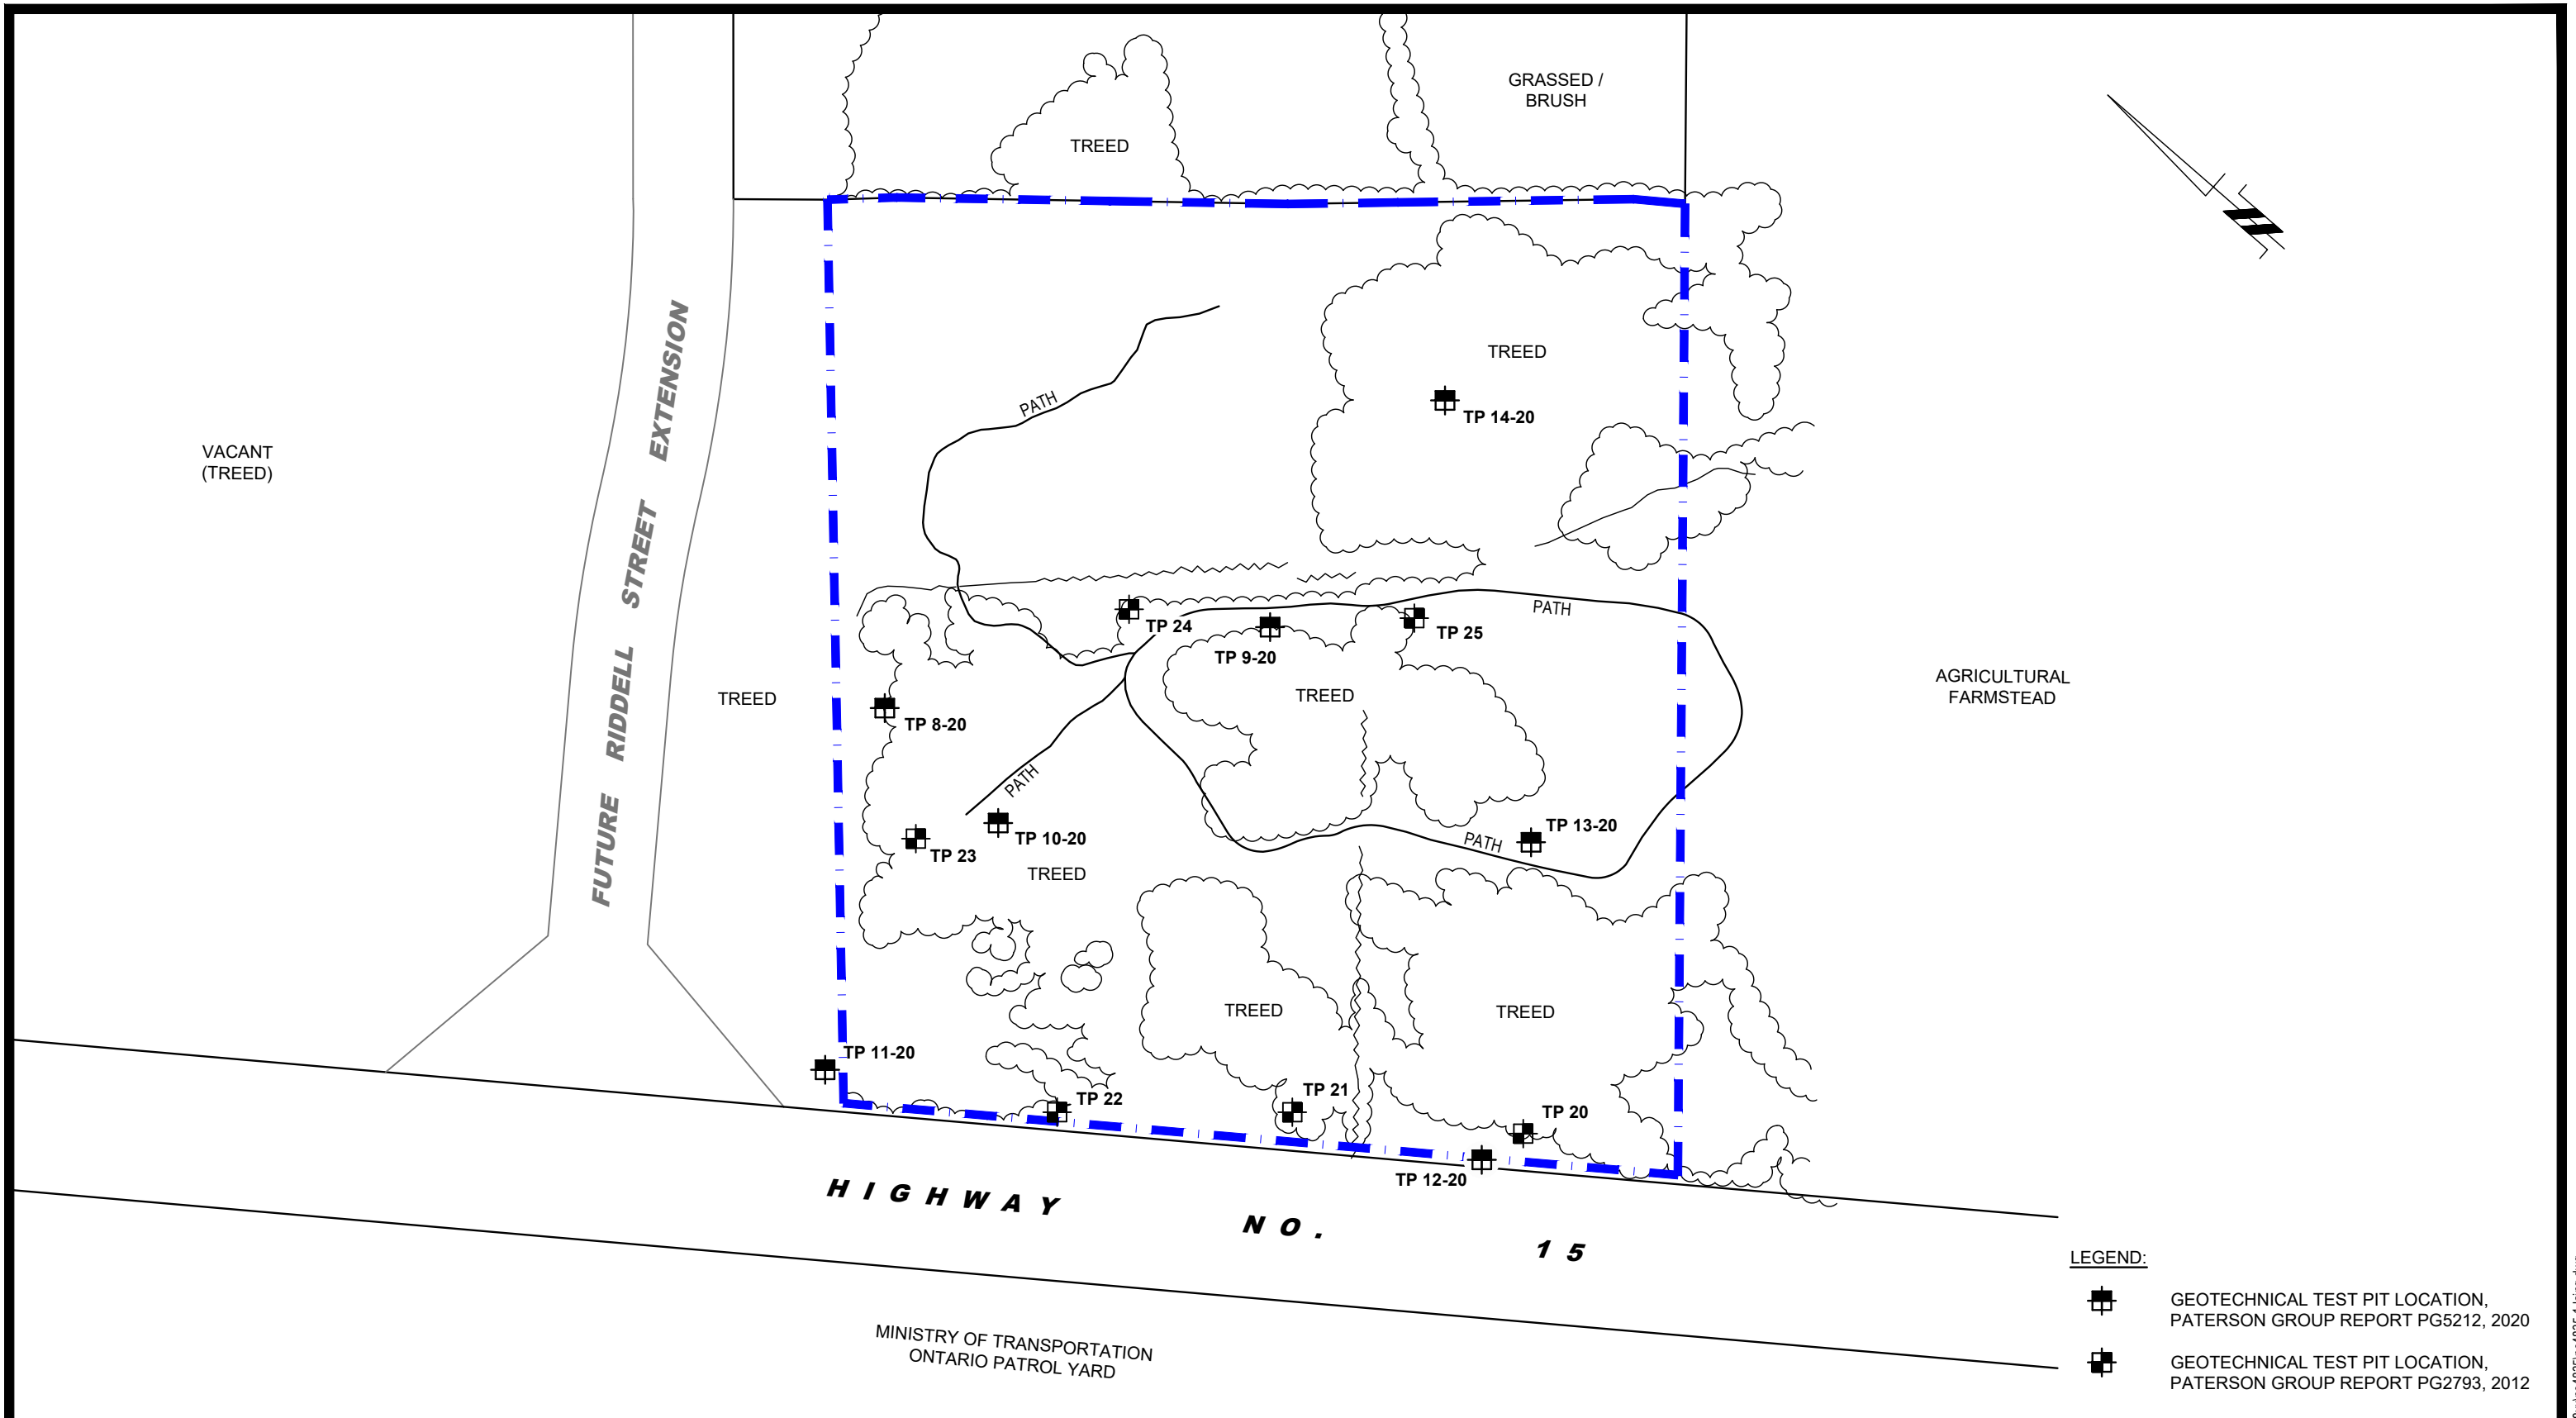 GRASSED /
BRUSH
TREED
TREED
PATH
TP 14-20
VACANT
(TREED)
FUTURE RIDDELL STREET EXTENSION
PATH
TP 24
TP 25
TP 9-20
AGRICULTURAL
FARMSTEAD
TREED
TREED
TP 8-20
PATH
TP 13-20
TP 10-20
PATH
TP 23
TREED
TREED
TREED
TP 11-20
TP 21
TP 22
TP 20
TP 12-20
HIGHWAY NO. 15
LEGEND:
GEOTECHNICAL TEST PIT LOCATION,
PATERSON GROUP REPORT PG5212, 2020
GEOTECHNICAL TEST PIT LOCATION,
PATERSON GROUP REPORT PG2793, 2012
MINISTRY OF TRANSPORTATION
ONTARIO PATROL YARD